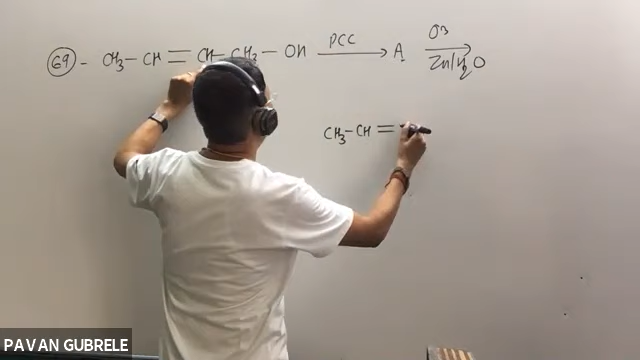 69 - CH3 - CH = CH - CH2 - OH PCC → A O3 → Zn/H2O
CH3 - CH =
PAVAN GUBRELE